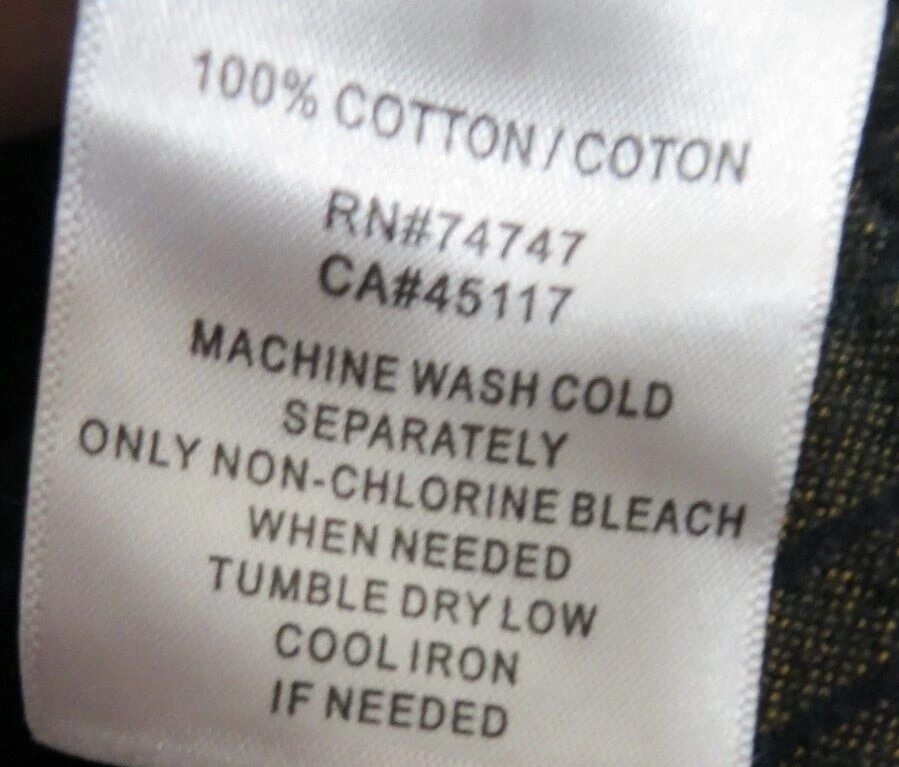 100% COTTON / COTON
RN#74747
CA#45117
MACHINE WASH COLD
SEPARATELY
ONLY NON-CHLORINE BLEACH
WHEN NEEDED
TUMBLE DRY LOW
COOL IRON
IF NEEDED